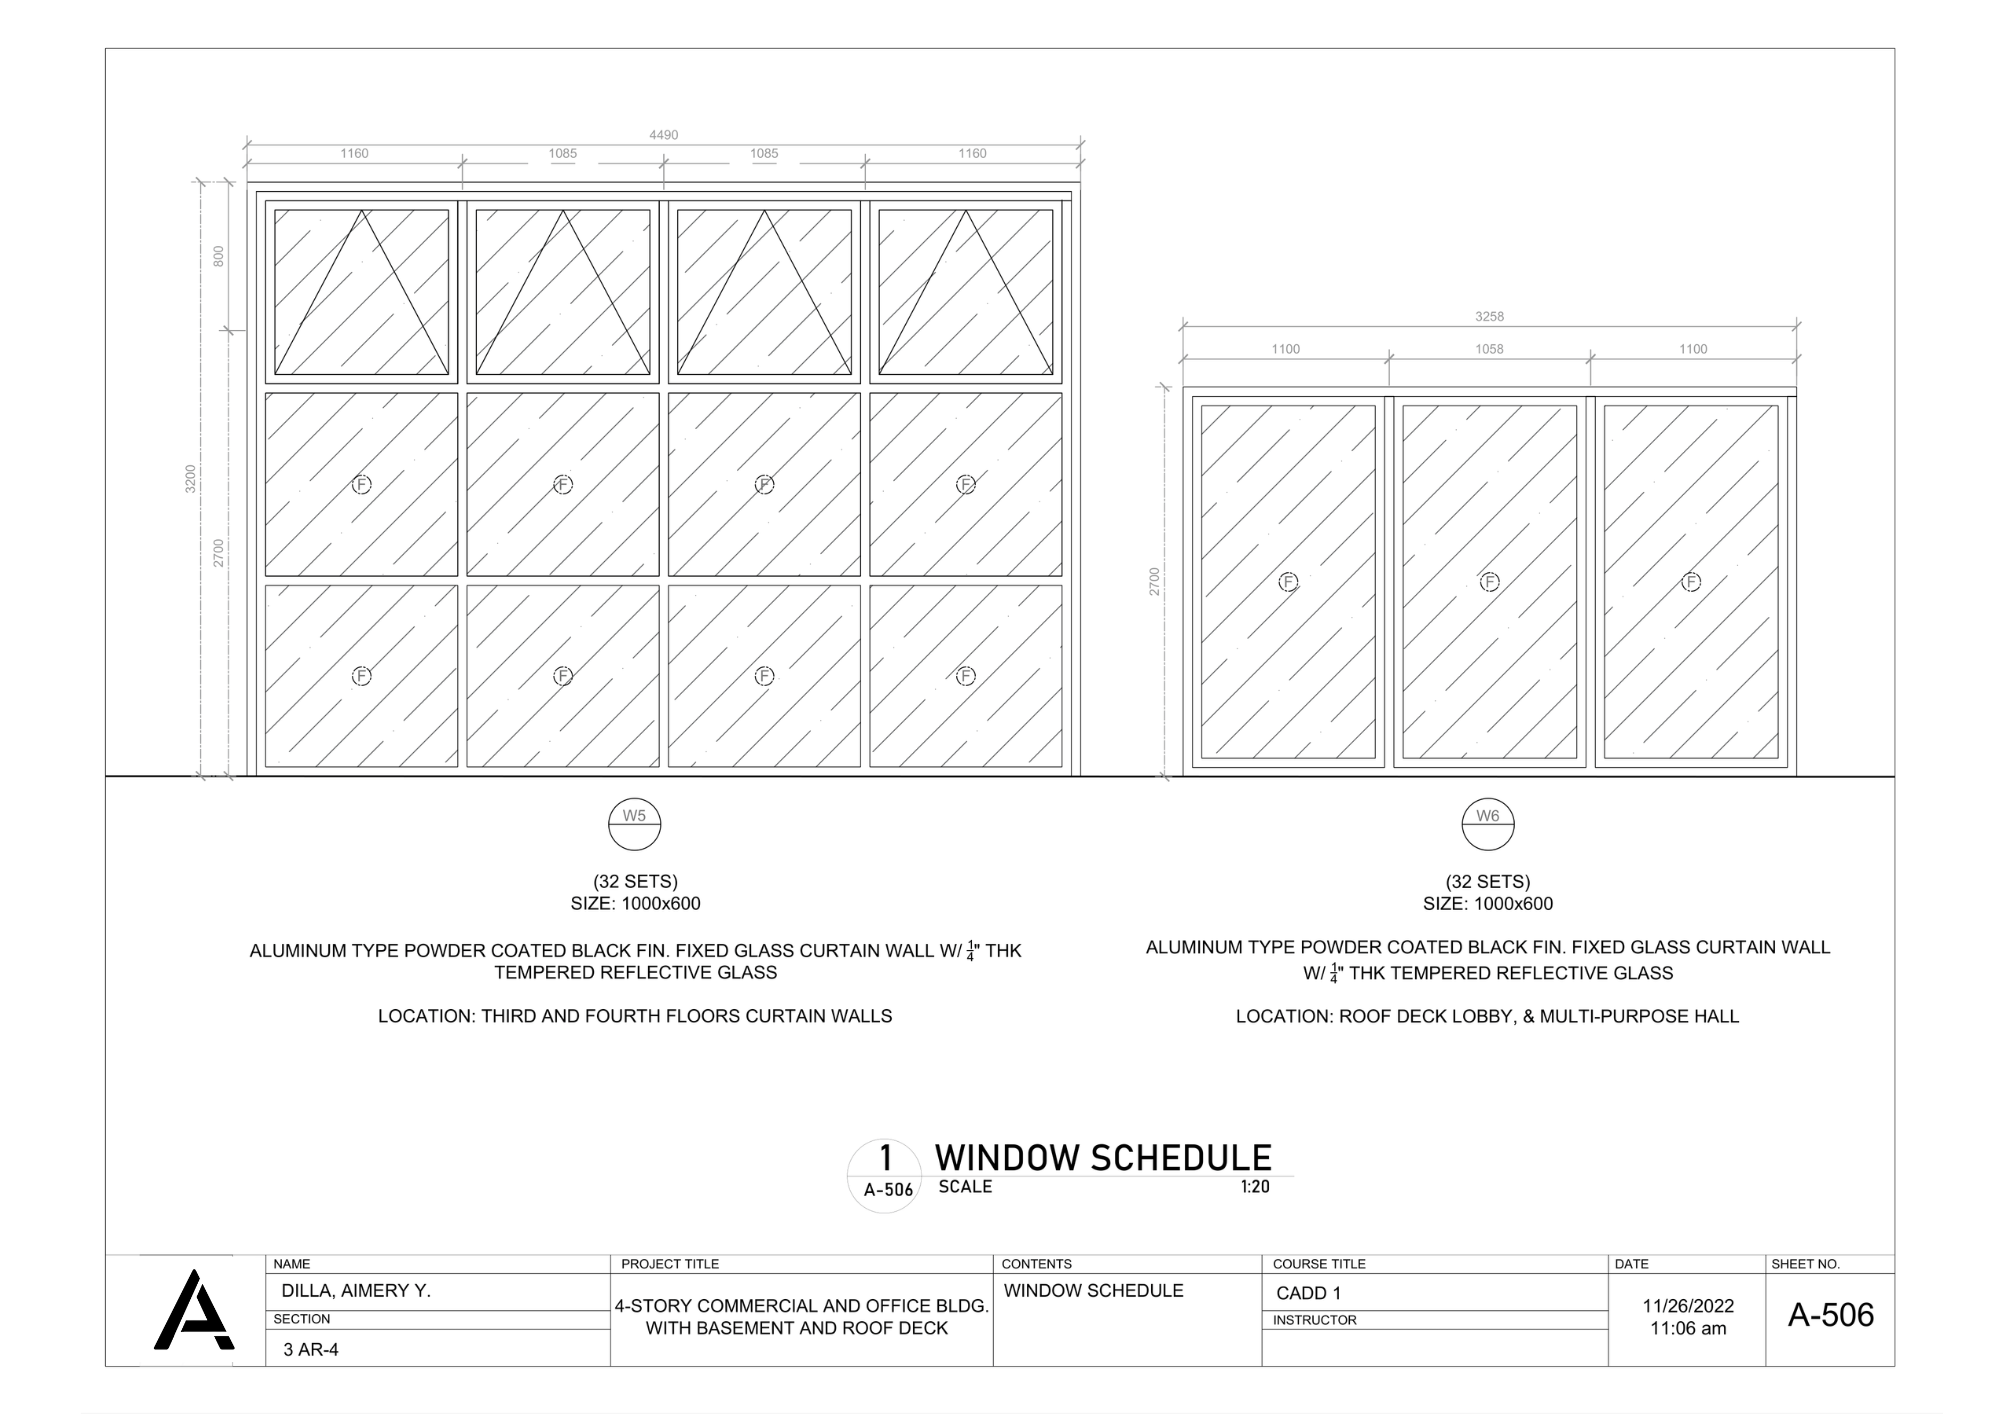 4490
1160 1085 1085 1160
800
3200
2700
F F F F
F F F F
3258
1100 1058 1100
2700
F F F
W5
(32 SETS)
SIZE: 1000x600
ALUMINUM TYPE POWDER COATED BLACK FIN. FIXED GLASS CURTAIN WALL W/ 1/4" THK
TEMPERED REFLECTIVE GLASS
LOCATION: THIRD AND FOURTH FLOORS CURTAIN WALLS
W6
(32 SETS)
SIZE: 1000x600
ALUMINUM TYPE POWDER COATED BLACK FIN. FIXED GLASS CURTAIN WALL
W/ 1/4" THK TEMPERED REFLECTIVE GLASS
LOCATION: ROOF DECK LOBBY, & MULTI-PURPOSE HALL
1
A-506
WINDOW SCHEDULE
SCALE 1:20
NAME
DILLA, AIMERY Y.
SECTION
3 AR-4
PROJECT TITLE
4-STORY COMMERCIAL AND OFFICE BLDG.
WITH BASEMENT AND ROOF DECK
CONTENTS
WINDOW SCHEDULE
COURSE TITLE
CADD 1
INSTRUCTOR
DATE
11/26/2022
11:06 am
SHEET NO.
A-506